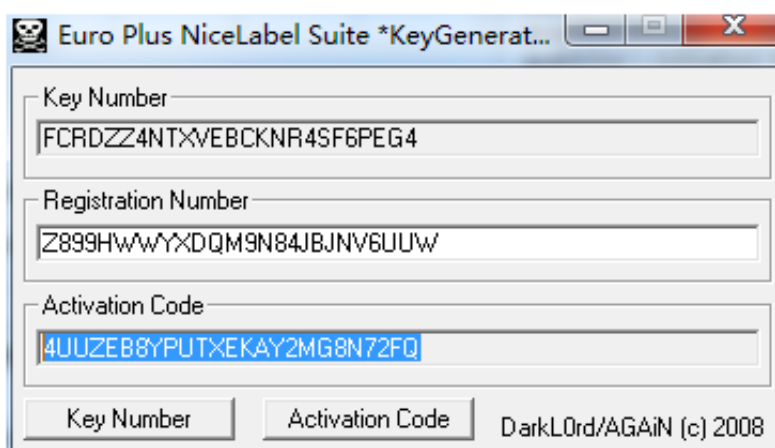 Euro Plus NiceLabel Suite *KeyGenerat...
Key Number
FCRDZZ4NTXVEBCKNR4SF6PEG4
Registration Number
Z899HWWYXDQM9N84JBJNV6UUW
Activation Code
4UUZEB8YPUTXEKAY2MG8N72FQ
Key Number Activation Code DarkL0rd/AGAiN (c) 2008